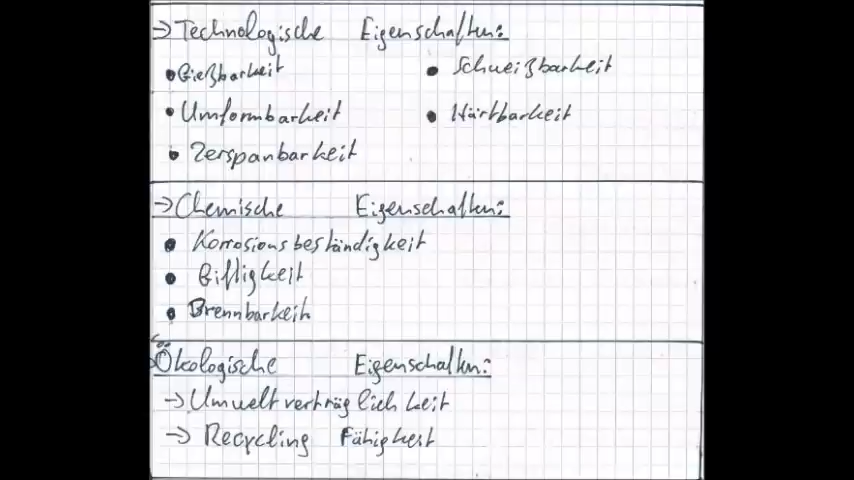 → Technologische Eigenschaften:
• Gießbarkeit • Schweißbarkeit
• Umformbarkeit • Härtbarkeit
• Zerspanbarkeit
→ Chemische Eigenschaften:
• Korrosionsbeständigkeit
• Giftigkeit
• Brennbarkeit
Ökologische Eigenschaften:
→ Umweltverträglichkeit
→ Recycling Fähigkeit